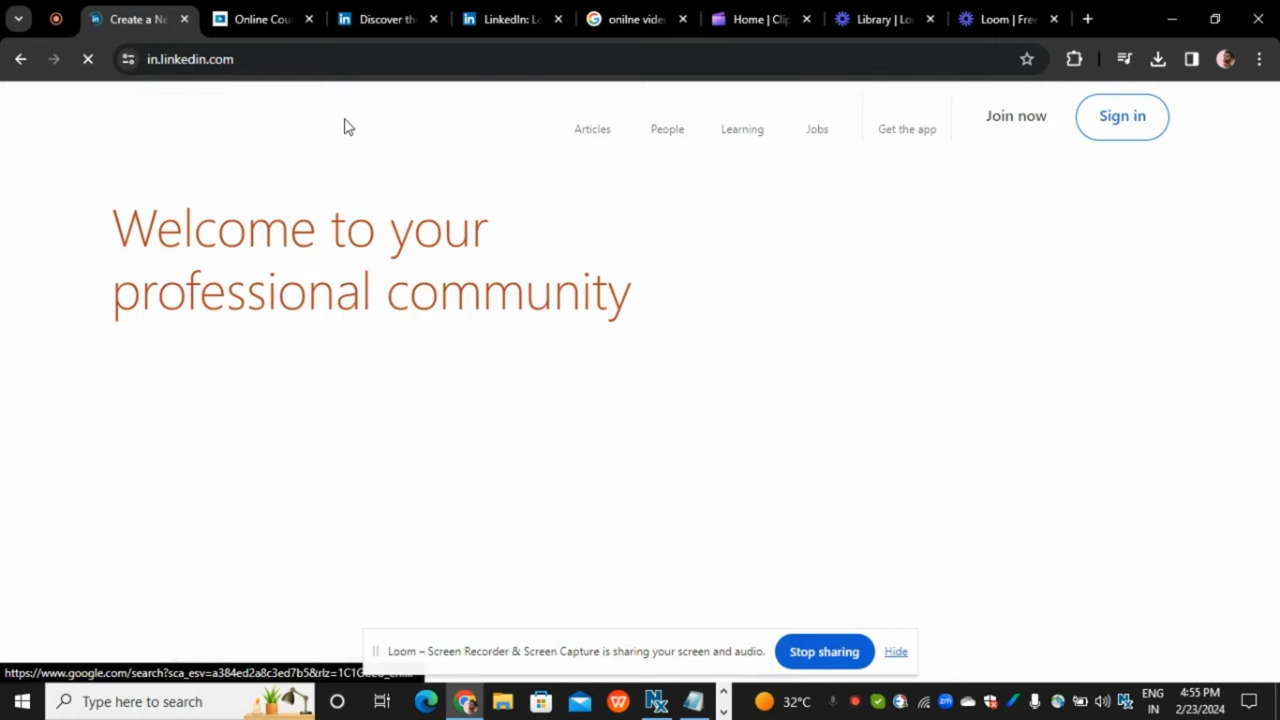 Create a Ne
Online Cou
Discover the
LinkedIn: Lo
onilne vide
Home | Clip
Library | Lo
Loom | Free
in.linkedin.com
Articles
People
Learning
Jobs
Get the app
Join now
Sign in
Welcome to your
professional community
Loom – Screen Recorder & Screen Capture is sharing your screen and audio.
Stop sharing
Hide
Type here to search
32°C
ENG
IN
4:55 PM
2/23/2024